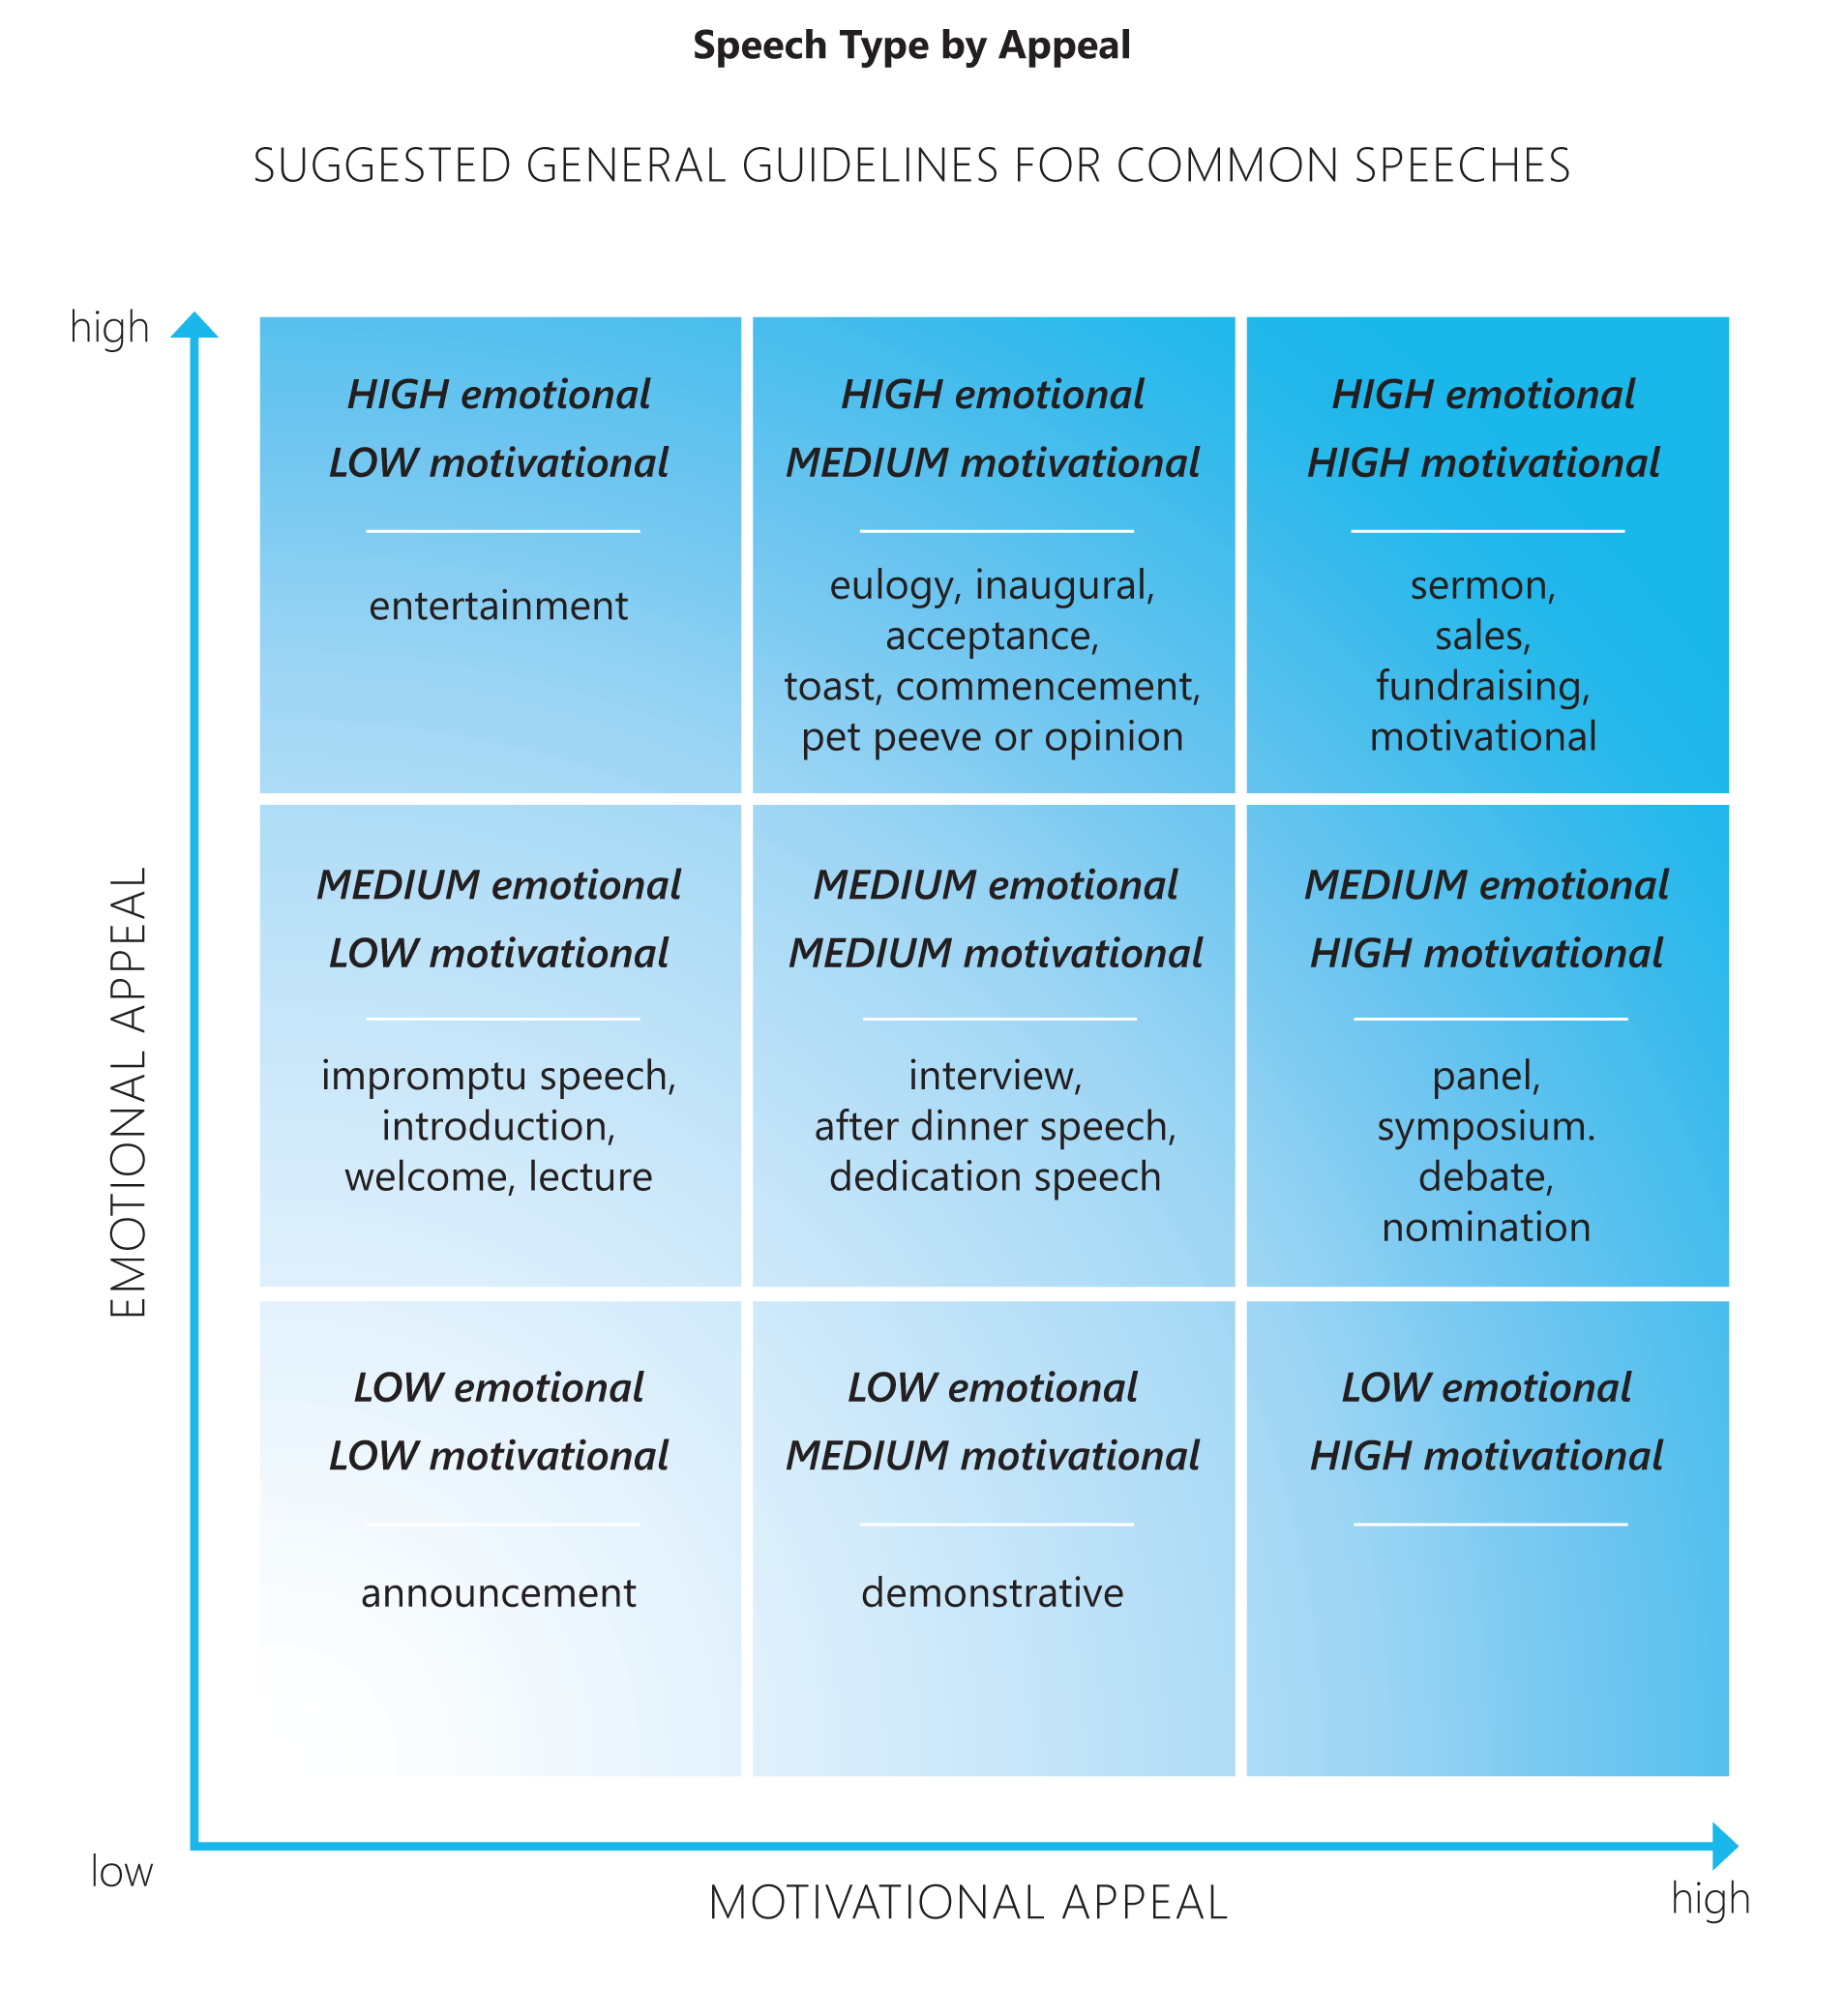 Speech Type by Appeal
SUGGESTED GENERAL GUIDELINES FOR COMMON SPEECHES
high
EMOTIONAL APPEAL
HIGH emotional
LOW motivational
entertainment
HIGH emotional
MEDIUM motivational
eulogy, inaugural,
acceptance,
toast, commencement,
pet peeve or opinion
HIGH emotional
HIGH motivational
sermon,
sales,
fundraising,
motivational
MEDIUM emotional
LOW motivational
impromptu speech,
introduction,
welcome, lecture
MEDIUM emotional
MEDIUM motivational
interview,
after dinner speech,
dedication speech
MEDIUM emotional
HIGH motivational
panel,
symposium.
debate,
nomination
LOW emotional
LOW motivational
announcement
LOW emotional
MEDIUM motivational
demonstrative
LOW emotional
HIGH motivational
low
MOTIVATIONAL APPEAL
high